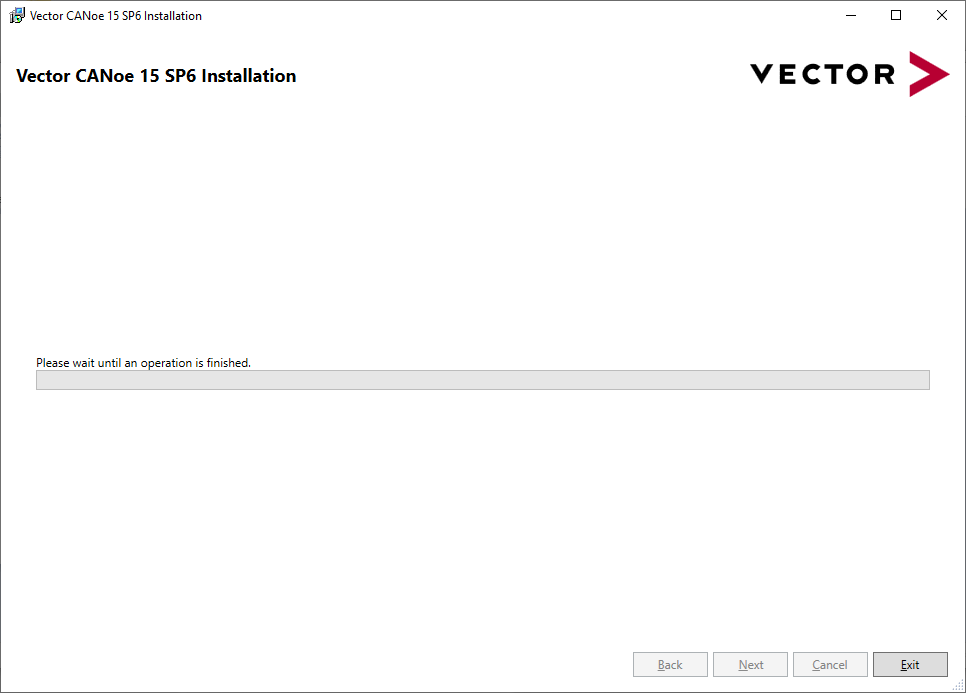 Vector CANoe 15 SP6 Installation
Vector CANoe 15 SP6 Installation
VECTOR
Please wait until an operation is finished.
Back Next Cancel Exit